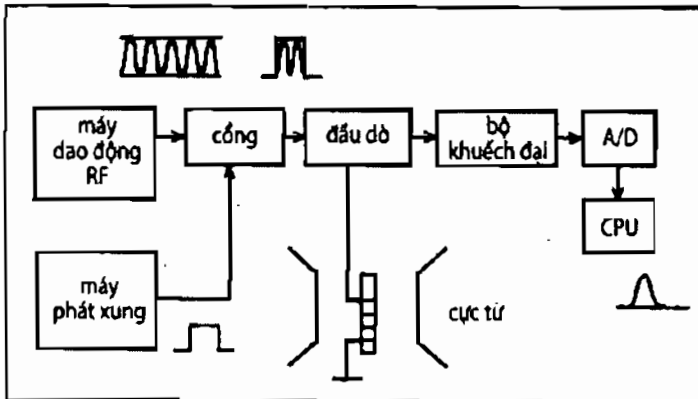 máy
dao động
RF
cổng
đầu dò
bộ
khuếch đại
A/D
CPU
máy
phát xung
cực từ